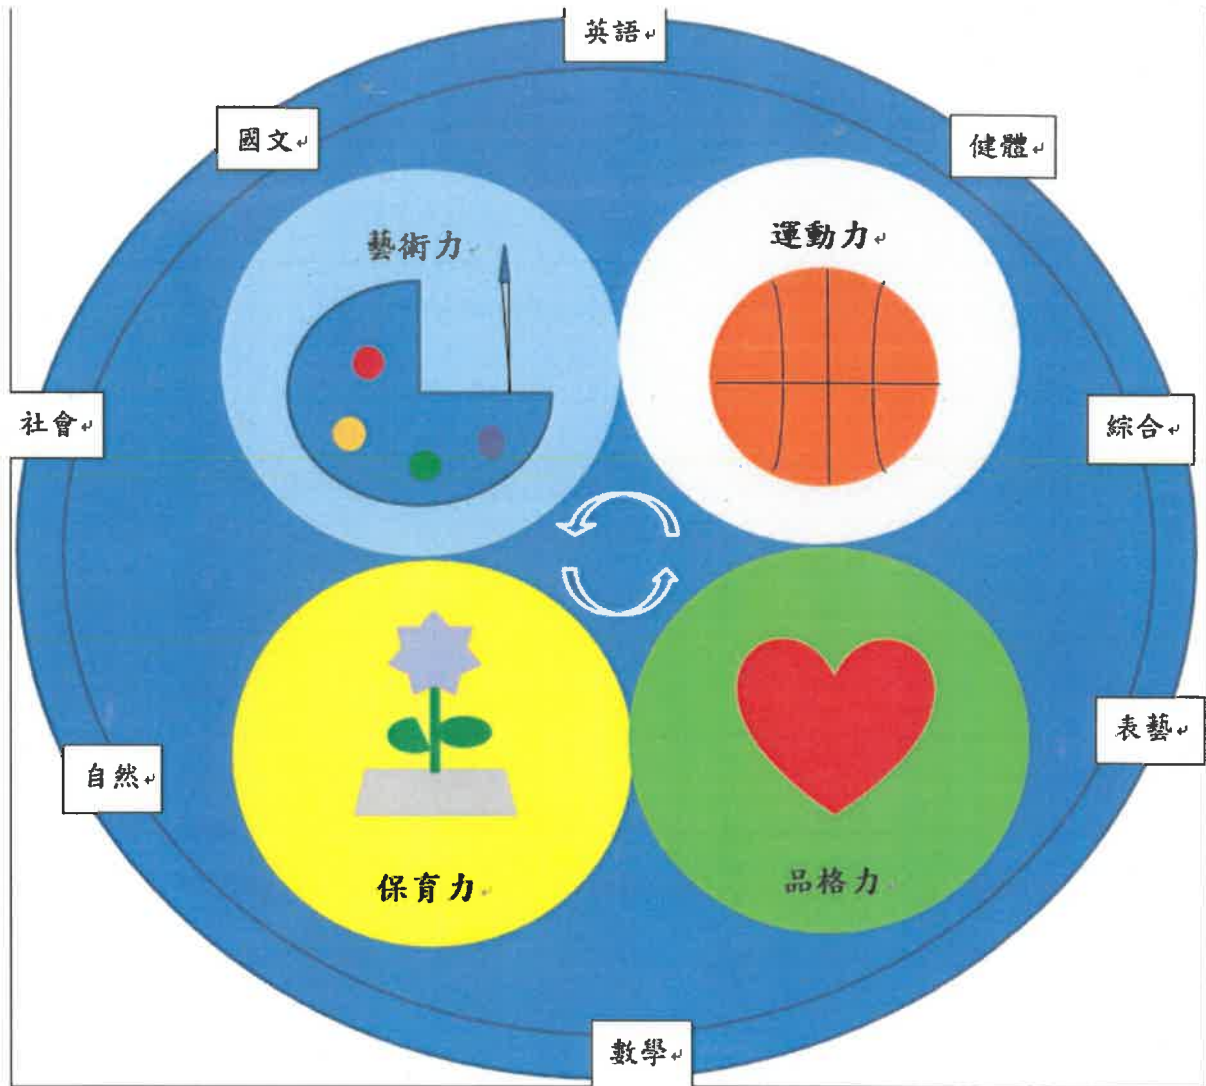 英語
國文
健體
藝術力
運動力
社會
綜合
表藝
自然
保育力
品格力
數學